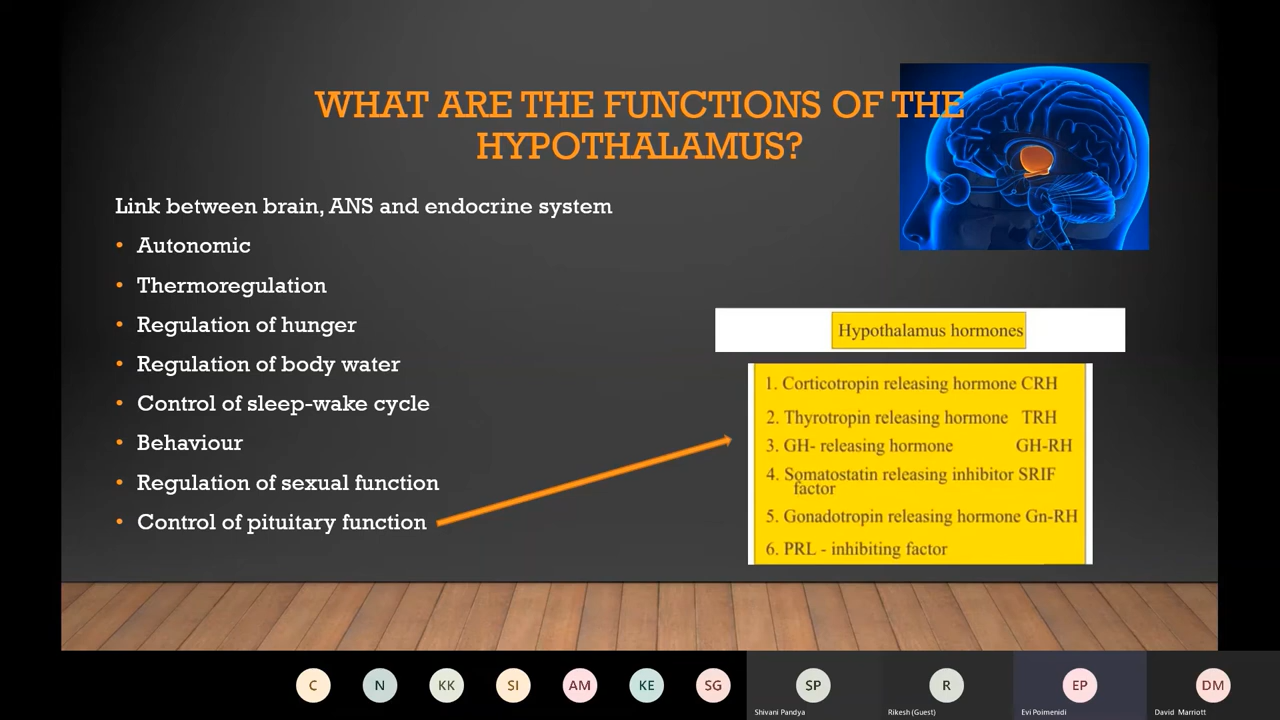 WHAT ARE THE FUNCTIONS OF THE
HYPOTHALAMUS?
Link between brain, ANS and endocrine system
• Autonomic
• Thermoregulation
• Regulation of hunger
• Regulation of body water
• Control of sleep-wake cycle
• Behaviour
• Regulation of sexual function
• Control of pituitary function
Hypothalamus hormones
1. Corticotropin releasing hormone CRH
2. Thyrotropin releasing hormone TRH
3. GH- releasing hormone GH-RH
4. Somatostatin releasing inhibitor SRIF
factor
5. Gonadotropin releasing hormone Gn-RH
6. PRL - inhibiting factor
C N KK SI AM KE SG SP R EP DM
Shivani Pandya Rikesh (Guest) Evi Poimenidi David Marriott